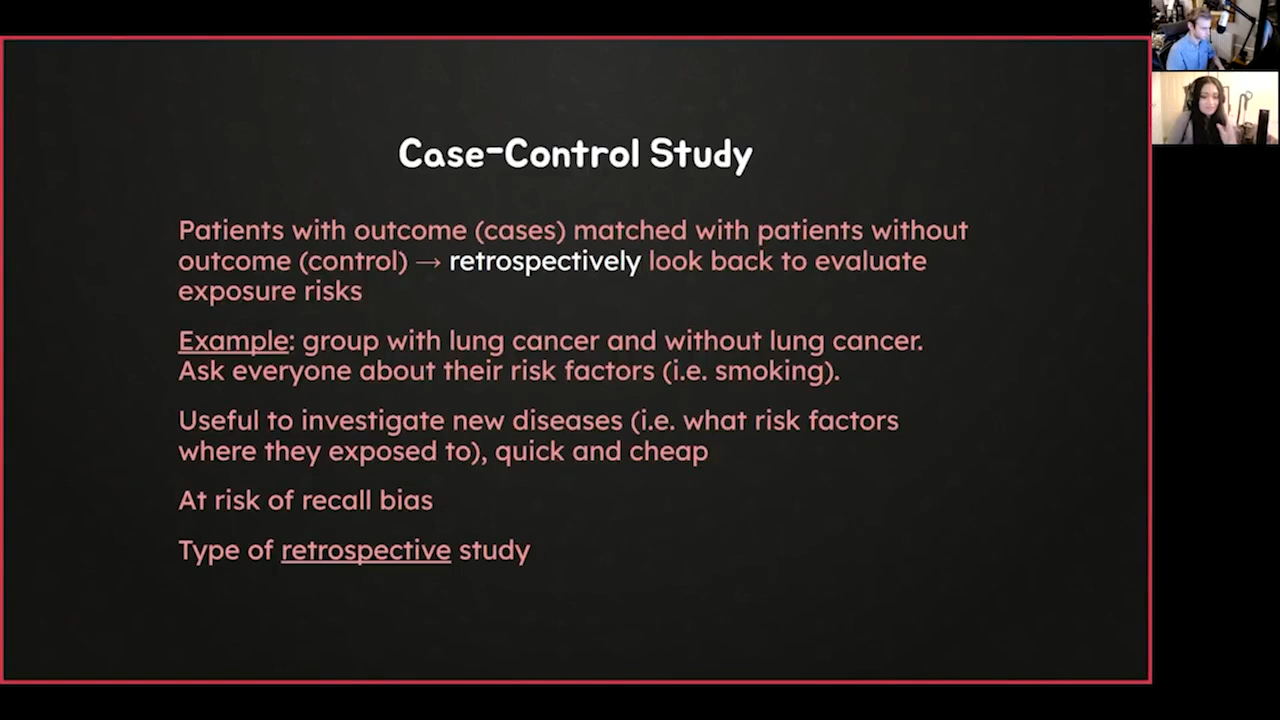 Case-Control Study
Patients with outcome (cases) matched with patients without
outcome (control) → retrospectively look back to evaluate
exposure risks
Example: group with lung cancer and without lung cancer.
Ask everyone about their risk factors (i.e. smoking).
Useful to investigate new diseases (i.e. what risk factors
where they exposed to), quick and cheap
At risk of recall bias
Type of retrospective study